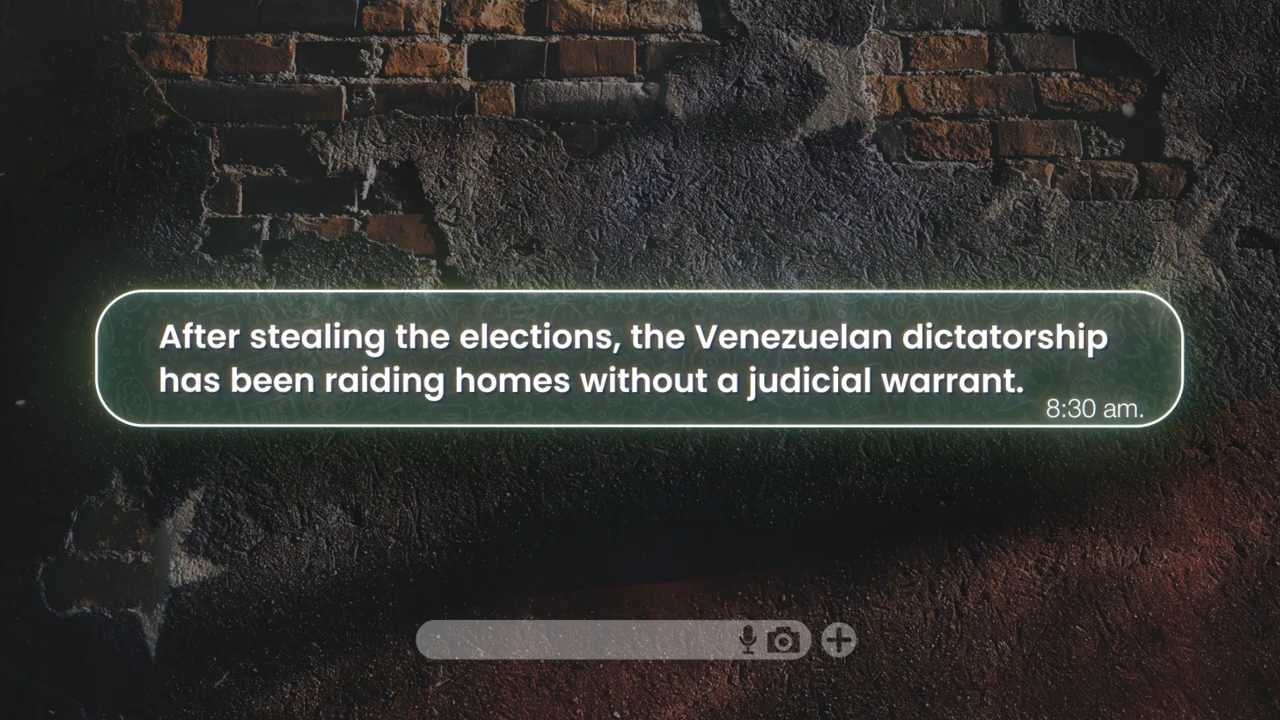 After stealing the elections, the Venezuelan dictatorship
has been raiding homes without a judicial warrant.
8:30 am.